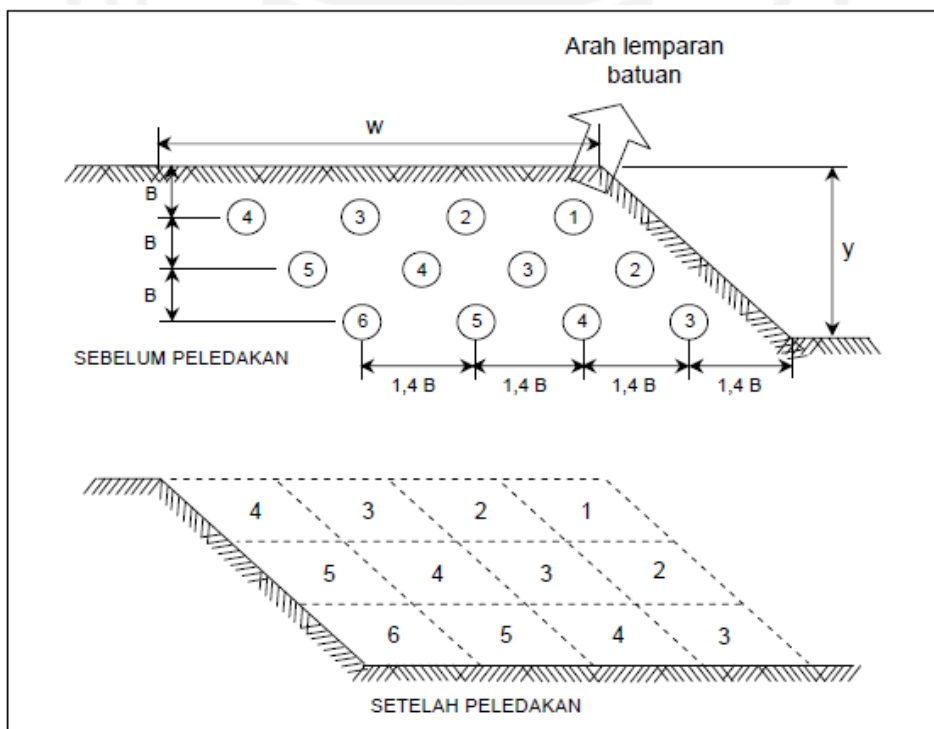 Arah lemparan
batuan
w
B
4 3 2 1
B
5 4 3 2
y
B
6 5 4 3
SEBELUM PELEDAKAN
1,4 B 1,4 B 1,4 B 1,4 B
4 3 2 1
5 4 3 2
6 5 4 3
SETELAH PELEDAKAN